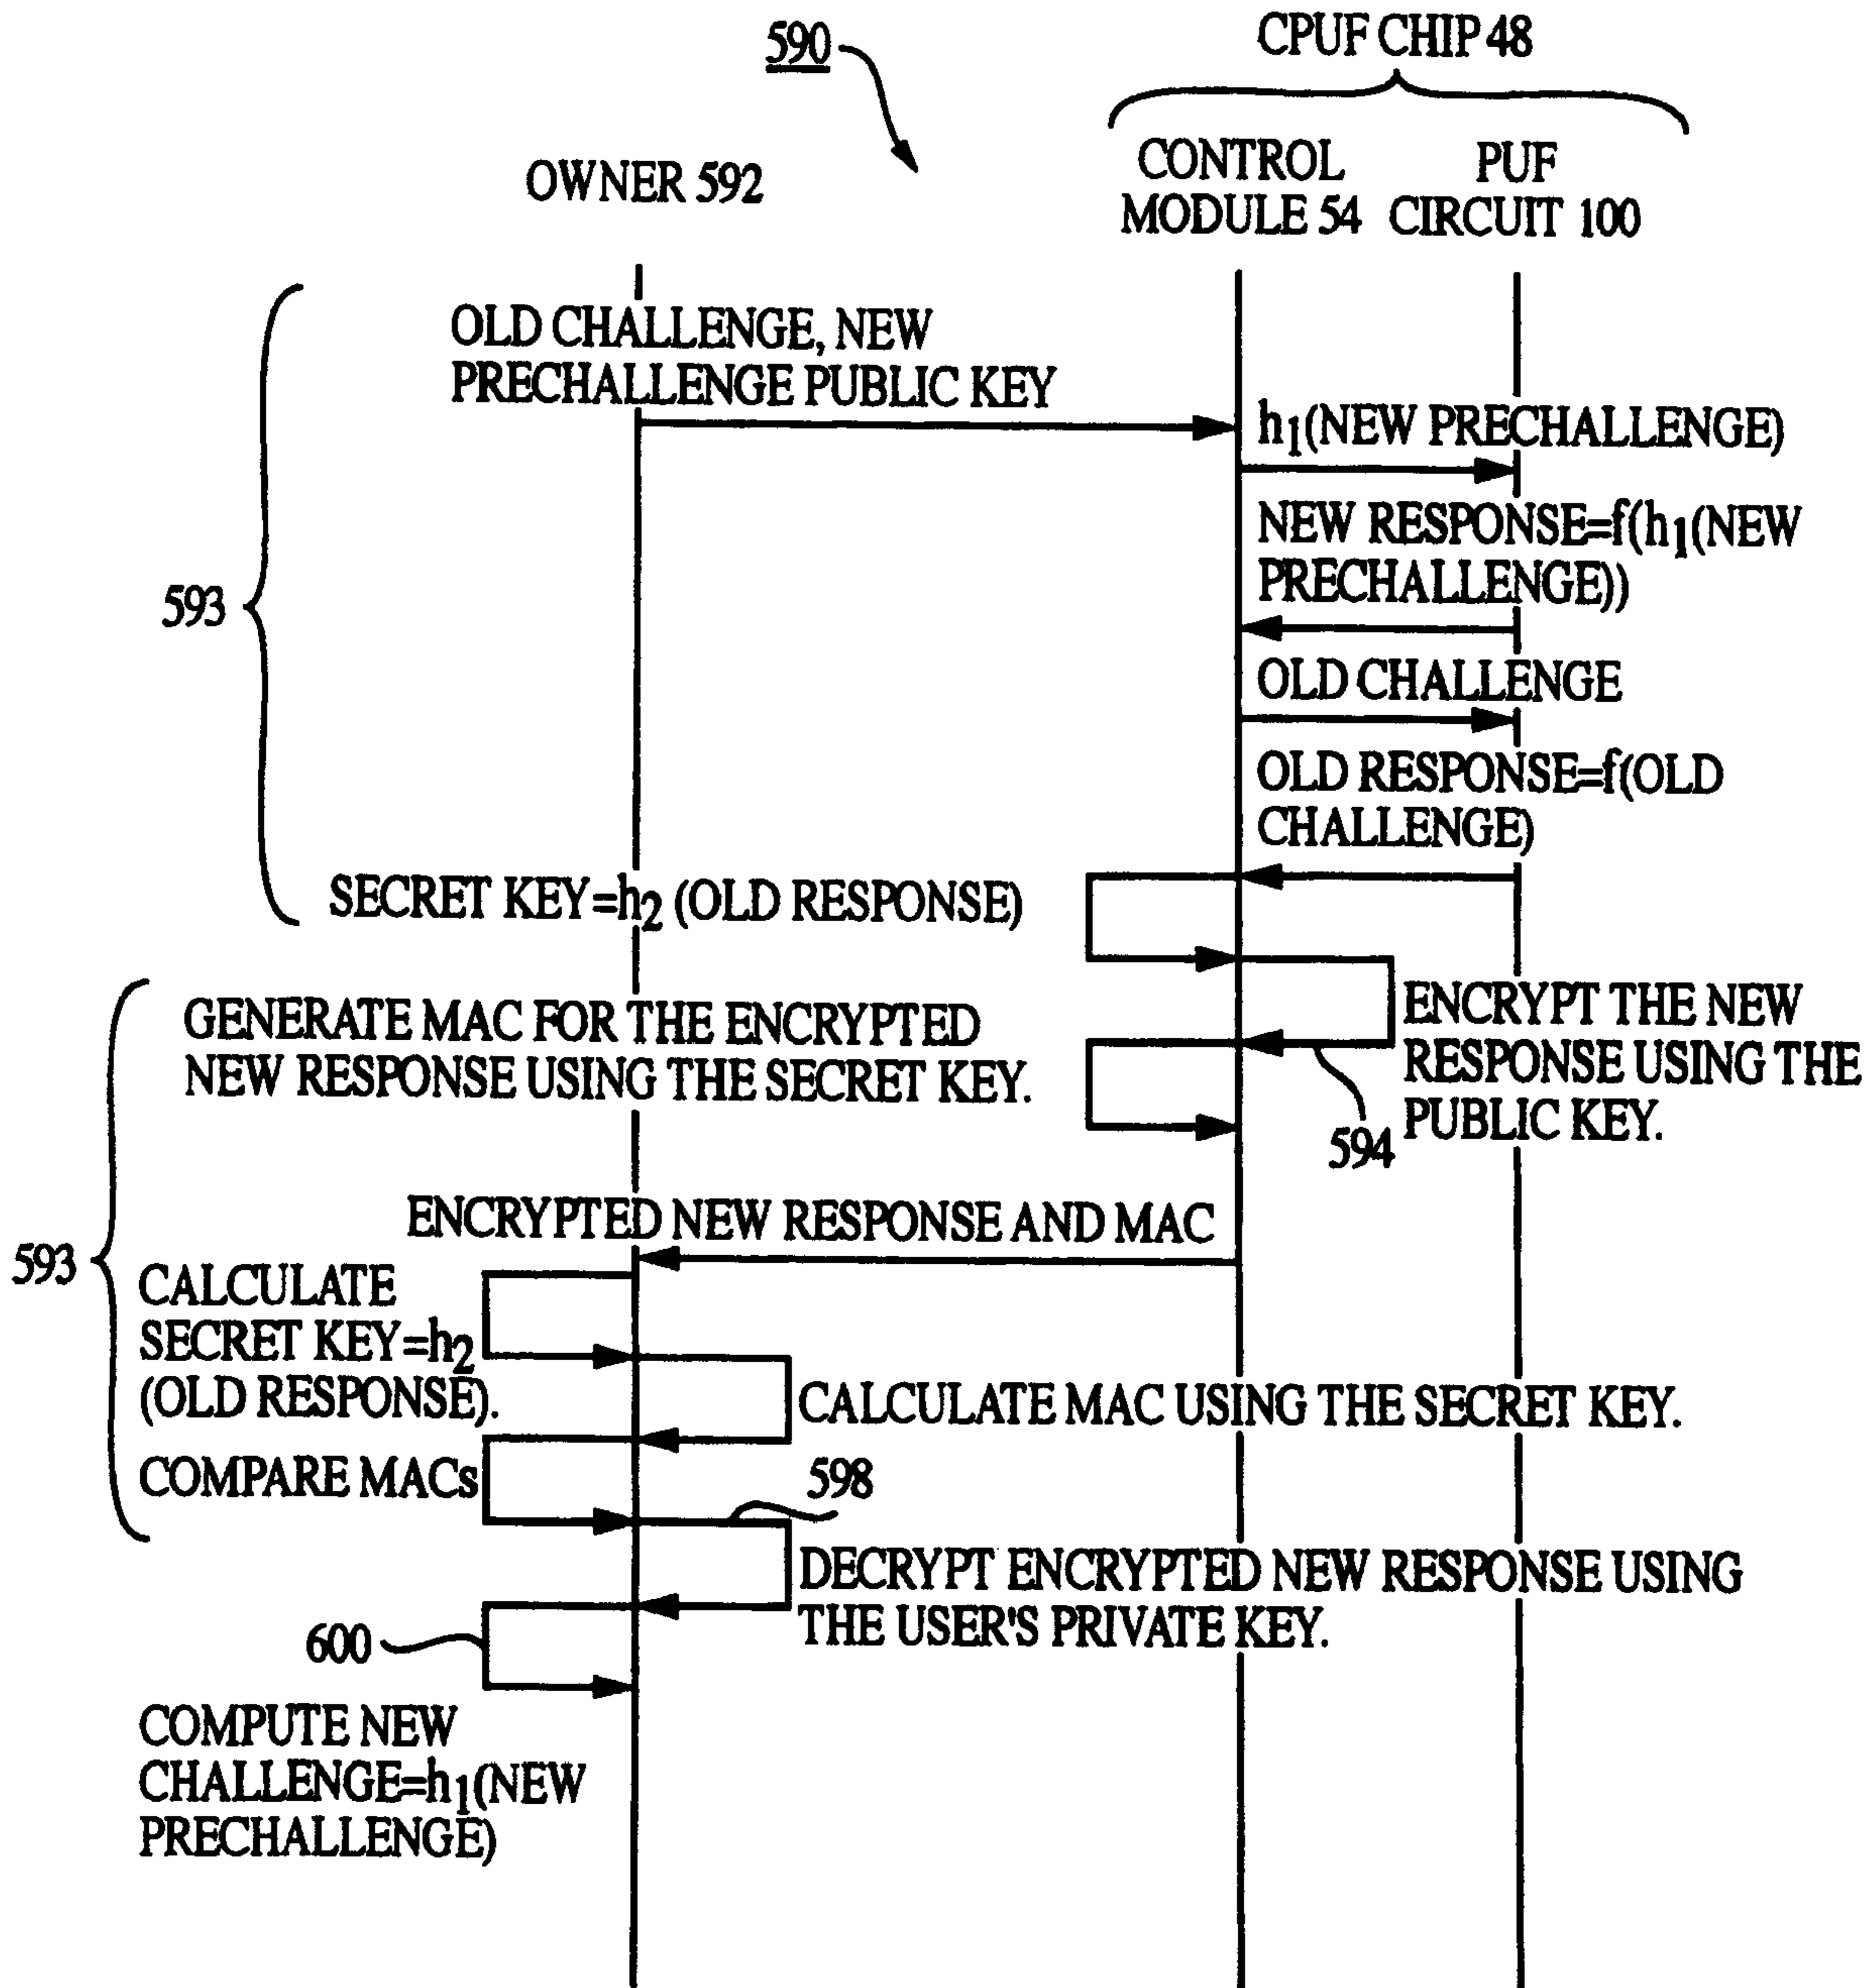 590
CPUF CHIP 48
OWNER 592
CONTROL
MODULE 54
PUF
CIRCUIT 100
OLD CHALLENGE, NEW
PRECHALLENGE PUBLIC KEY
h1(NEW PRECHALLENGE)
NEW RESPONSE=f(h1(NEW
PRECHALLENGE))
593
OLD CHALLENGE
OLD RESPONSE=f(OLD
CHALLENGE)
SECRET KEY=h2 (OLD RESPONSE)
GENERATE MAC FOR THE ENCRYPTED
NEW RESPONSE USING THE SECRET KEY.
ENCRYPT THE NEW
RESPONSE USING THE
PUBLIC KEY.
594
ENCRYPTED NEW RESPONSE AND MAC
593
CALCULATE
SECRET KEY=h2
(OLD RESPONSE).
CALCULATE MAC USING THE SECRET KEY.
COMPARE MACs
598
DECRYPT ENCRYPTED NEW RESPONSE USING
THE USER'S PRIVATE KEY.
600
COMPUTE NEW
CHALLENGE=h1(NEW
PRECHALLENGE)